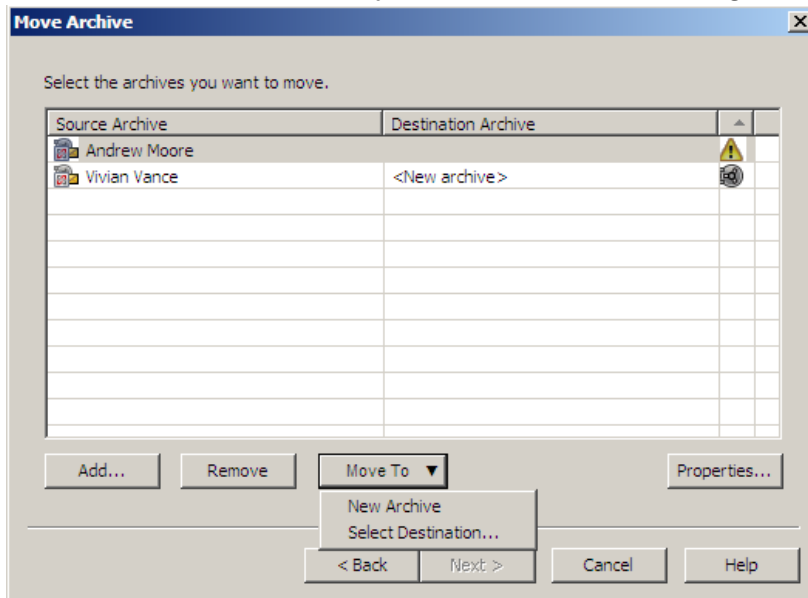 Move Archive
Select the archives you want to move.
Source Archive Destination Archive
Andrew Moore
Vivian Vance <New archive>
Add... Remove Move To Properties...
New Archive
Select Destination...
< Back Next > Cancel Help